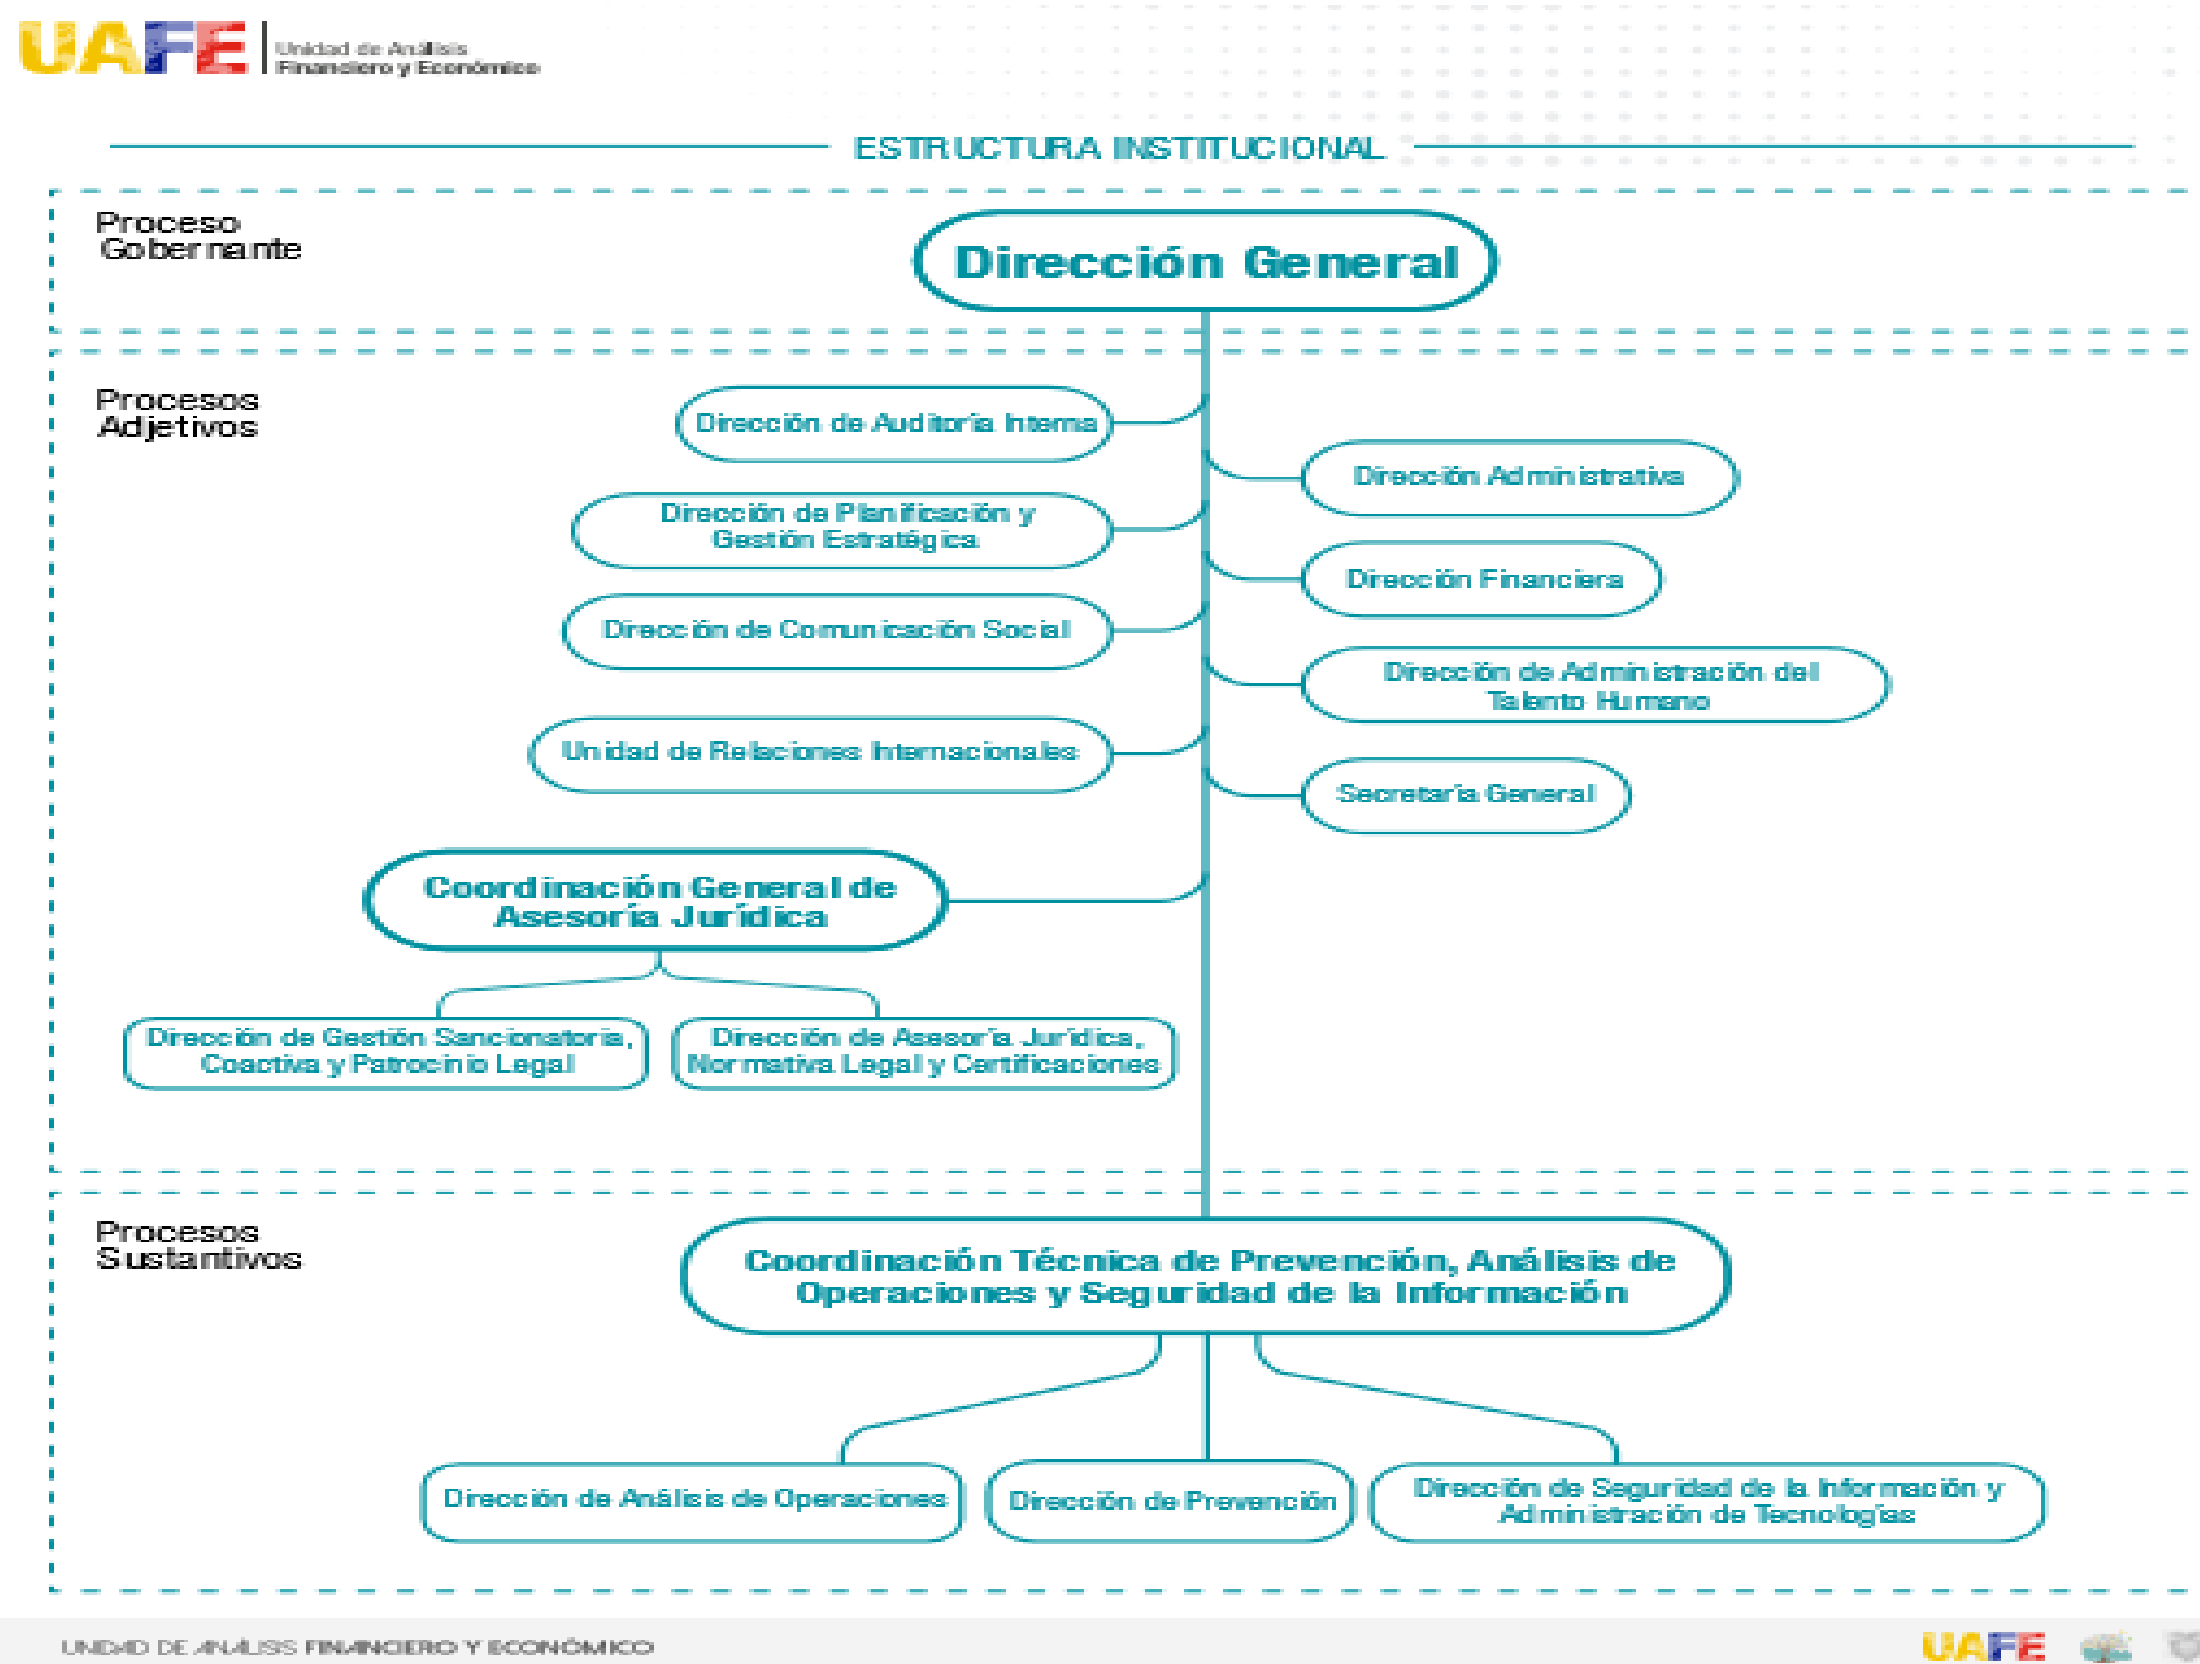 UAFE
Unidad de Análisis
Financiero y Económico
ESTRUCTURA INSTITUCIONAL
Proceso
Gobernante
Dirección General
Procesos
Adjetivos
Dirección de Auditoría Interna
Dirección Administrativa
Dirección de Planificación y
Gestión Estratégica
Dirección Financiera
Dirección de Comunicación Social
Dirección de Administración del
Talento Humano
Unidad de Relaciones Internacionales
Secretaría General
Coordinación General de
Asesoría Jurídica
Dirección de Gestión Sancionatoria,
Coactiva y Patrocinio Legal
Dirección de Asesoría Jurídica,
Normativa Legal y Certificaciones
Procesos
Sustantivos
Coordinación Técnica de Prevención, Análisis de
Operaciones y Seguridad de la Información
Dirección de Análisis de Operaciones
Dirección de Prevención
Dirección de Seguridad de la Información y
Administración de Tecnologías
UNIDAD DE ANÁLISIS FINANCIERO Y ECONÓMICO
UAFE